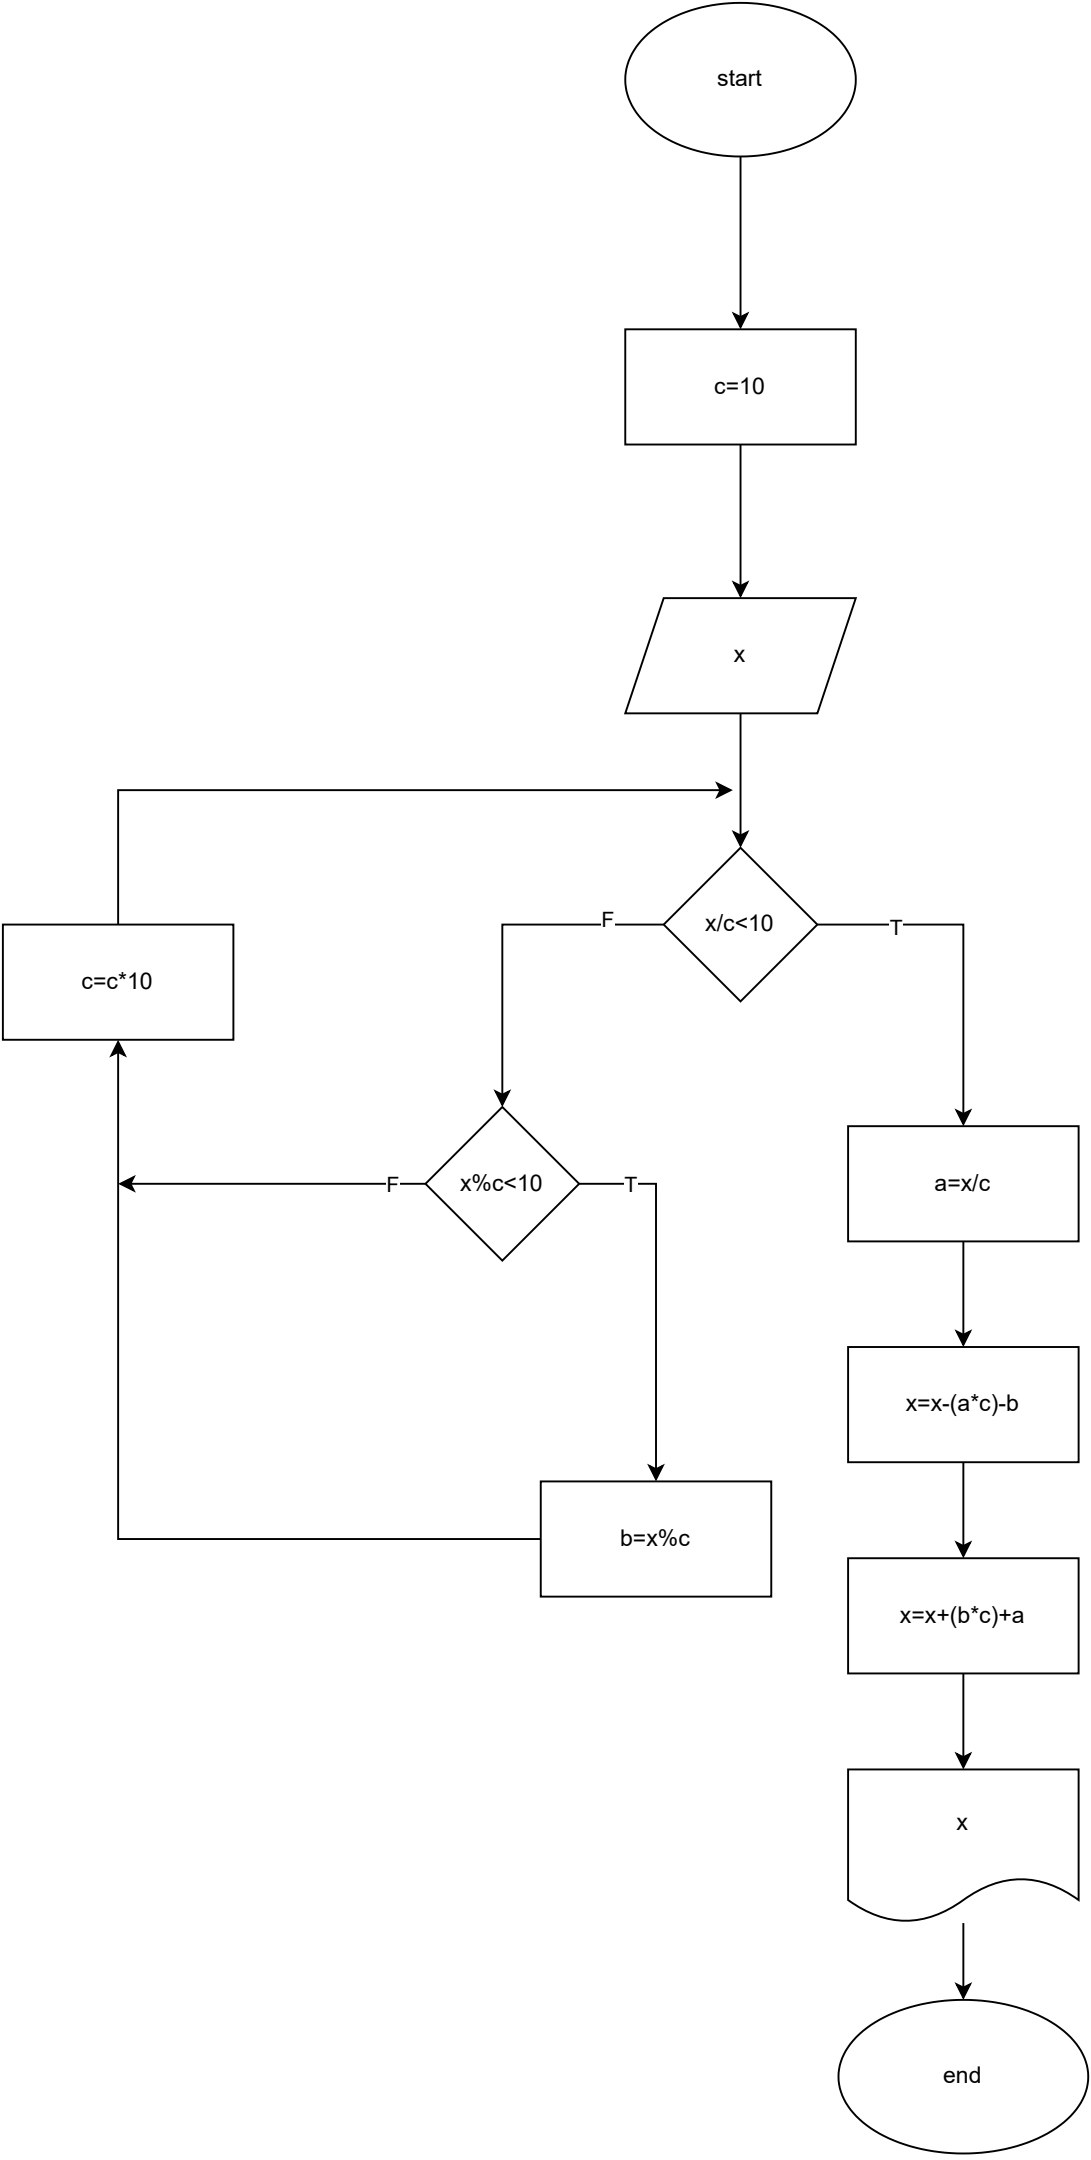 start
c=10
x
x/c<10
F
T
c=c*10
x%c<10
F
T
a=x/c
x=x-(a*c)-b
b=x%c
x=x+(b*c)+a
x
end